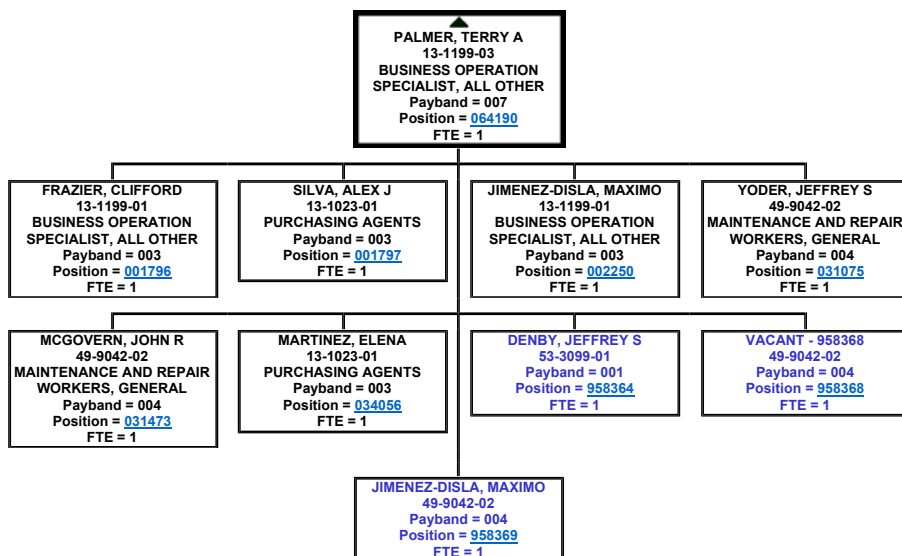 PALMER, TERRY A
13-1199-03
BUSINESS OPERATION
SPECIALIST, ALL OTHER
Payband = 007
Position = 064190
FTE = 1
FRAZIER, CLIFFORD
13-1199-01
BUSINESS OPERATION
SPECIALIST, ALL OTHER
Payband = 003
Position = 001796
FTE = 1
SILVA, ALEX J
13-1023-01
PURCHASING AGENTS
Payband = 003
Position = 001797
FTE = 1
JIMENEZ-DISLA, MAXIMO
13-1199-01
BUSINESS OPERATION
SPECIALIST, ALL OTHER
Payband = 003
Position = 002250
FTE = 1
YODER, JEFFREY S
49-9042-02
MAINTENANCE AND REPAIR
WORKERS, GENERAL
Payband = 004
Position = 031075
FTE = 1
MCGOVERN, JOHN R
49-9042-02
MAINTENANCE AND REPAIR
WORKERS, GENERAL
Payband = 004
Position = 031473
FTE = 1
MARTINEZ, ELENA
13-1023-01
PURCHASING AGENTS
Payband = 003
Position = 034056
FTE = 1
DENBY, JEFFREY S
53-3099-01
Payband = 001
Position = 958364
FTE = 1
VACANT - 958368
49-9042-02
Payband = 004
Position = 958368
FTE = 1
JIMENEZ-DISLA, MAXIMO
49-9042-02
Payband = 004
Position = 958369
FTE = 1